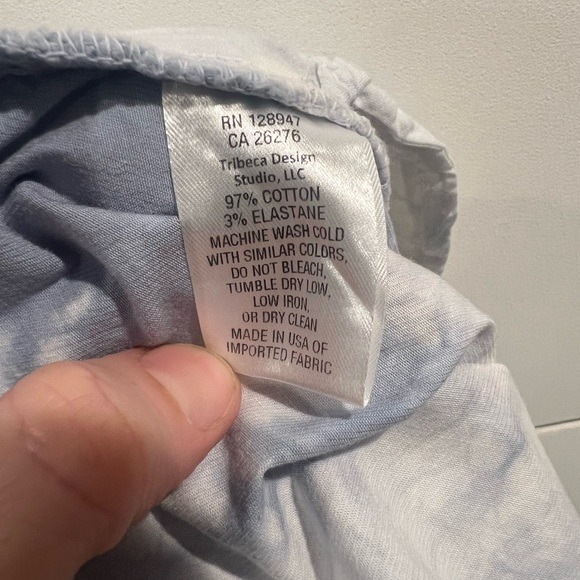 RN 128947
CA 26276
Tribeca Design
Studio, LLC
97% COTTON
3% ELASTANE
MACHINE WASH COLD
WITH SIMILAR COLORS,
DO NOT BLEACH,
TUMBLE DRY LOW,
LOW IRON,
OR DRY CLEAN
MADE IN USA OF
IMPORTED FABRIC